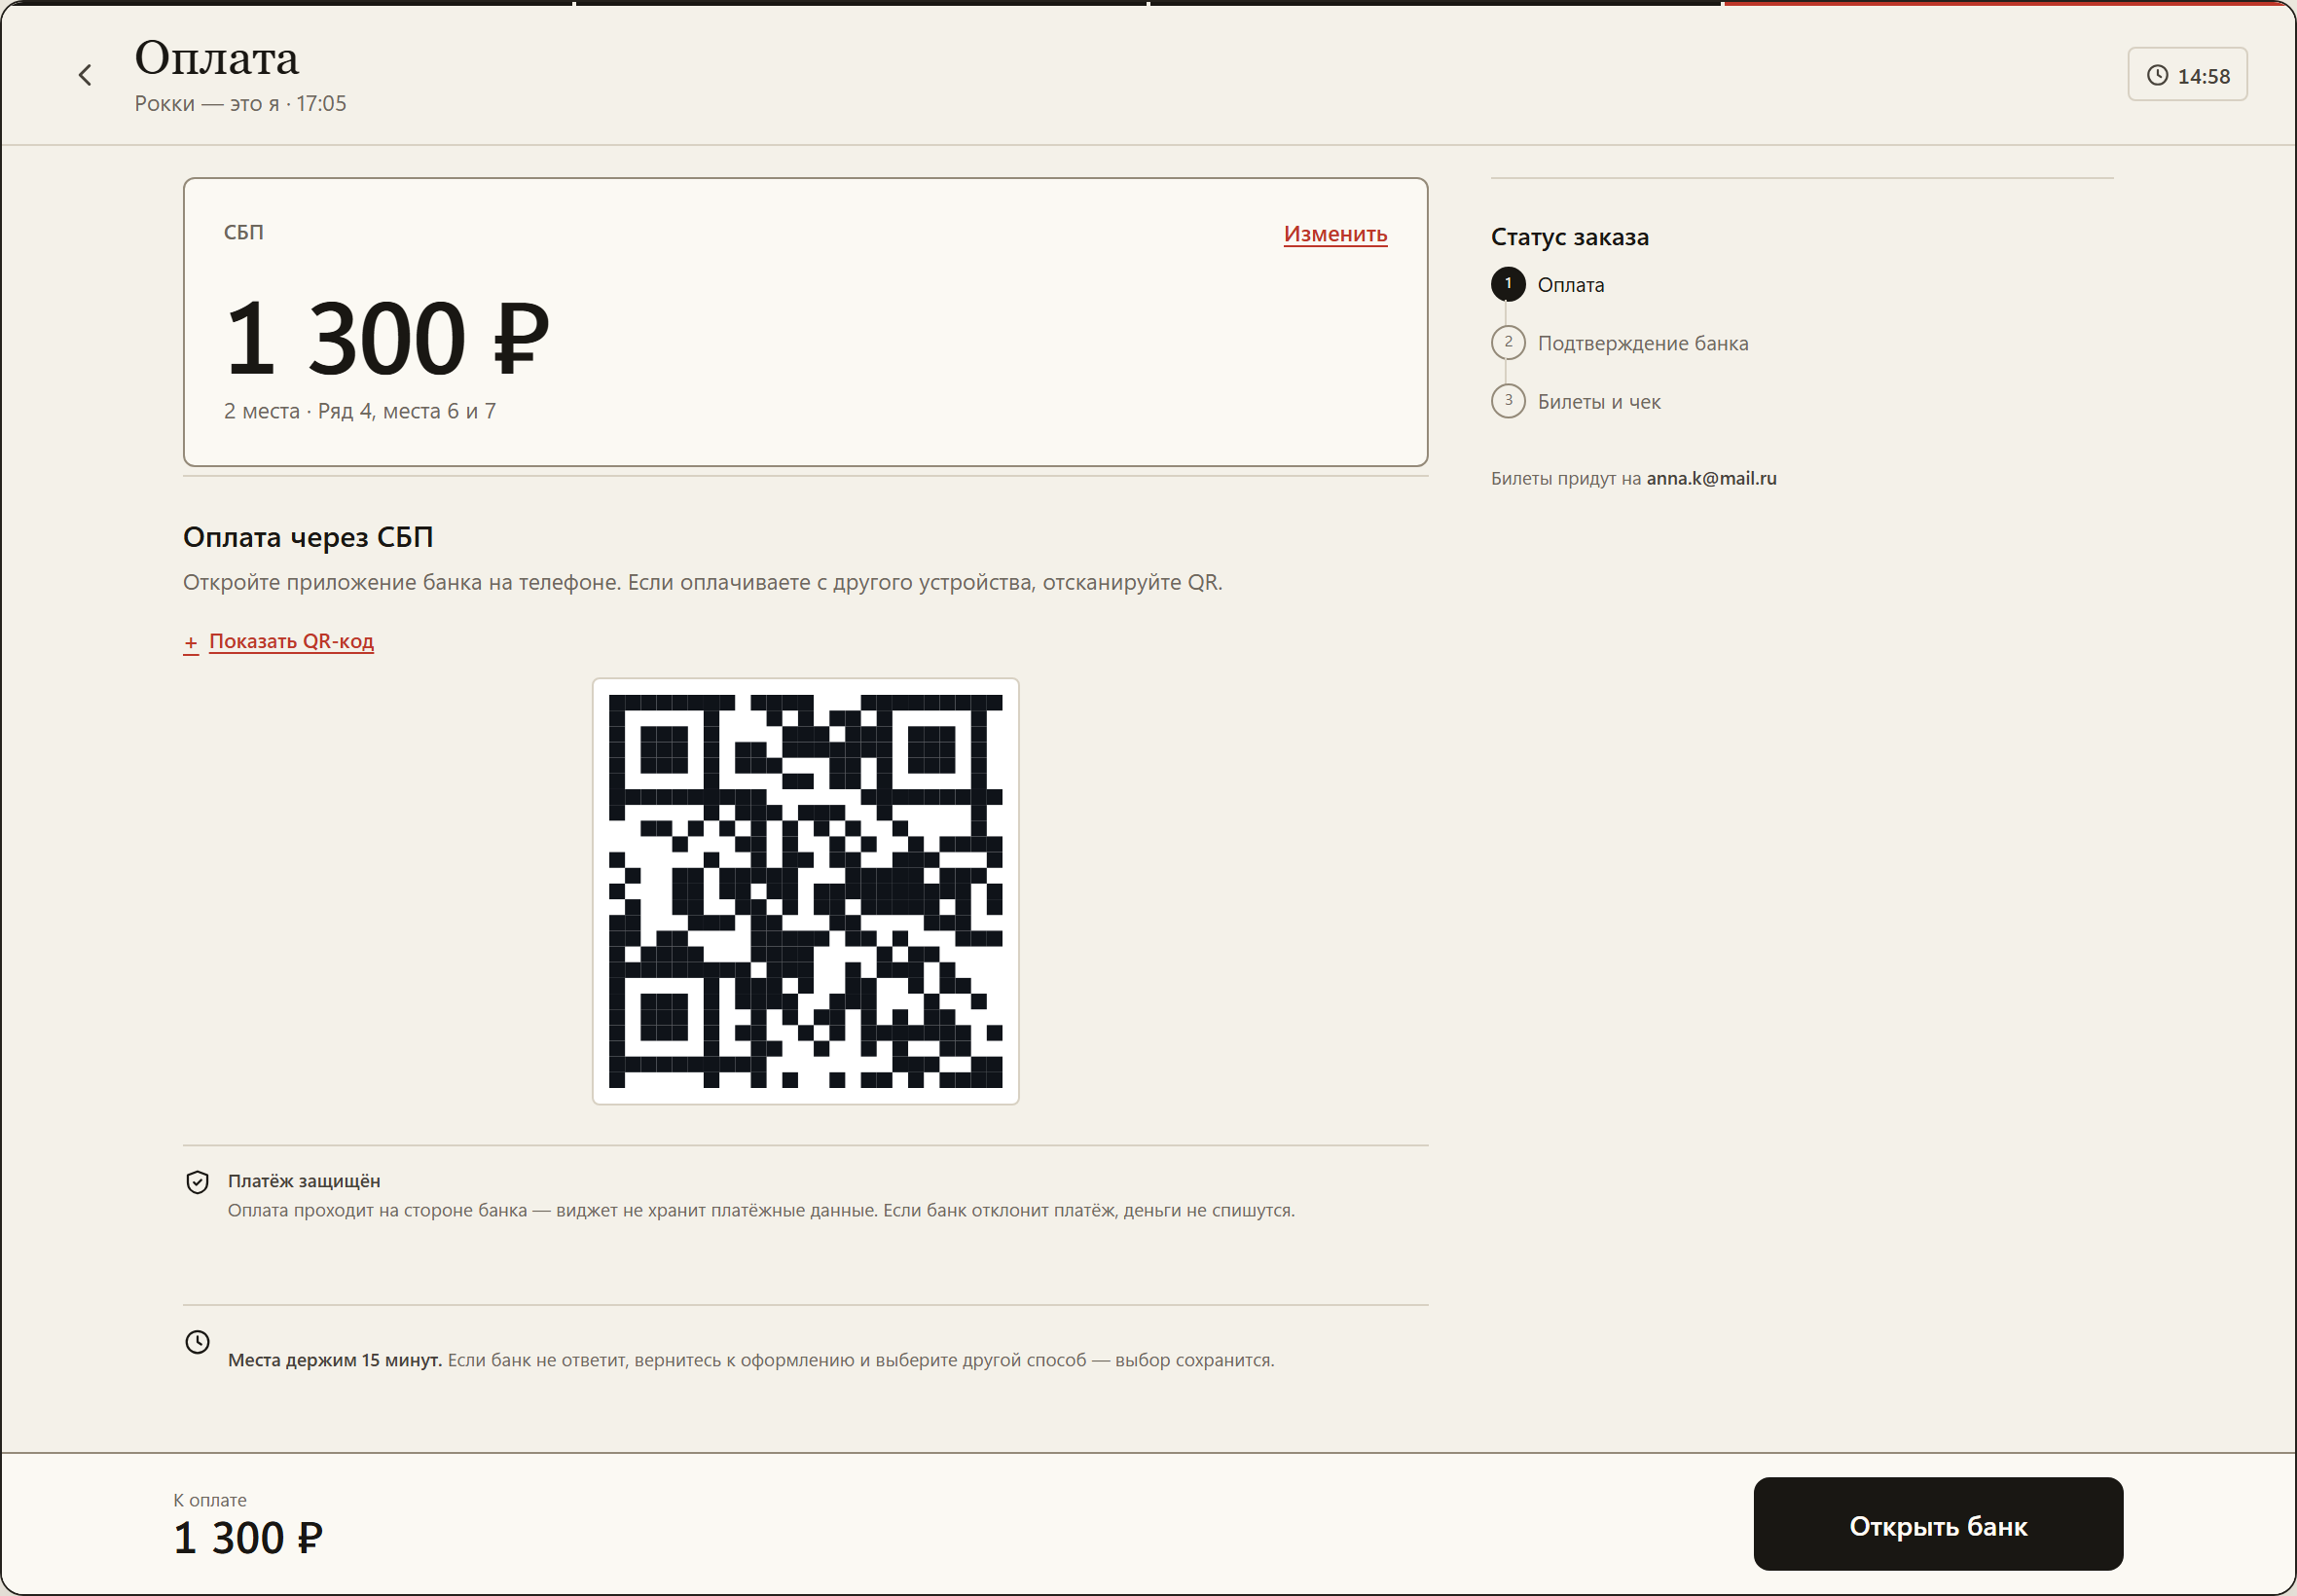 Оплата
Рокки — это я · 17:05
14:58
СБП
Изменить
1 300 ₽
2 места · Ряд 4, места 6 и 7
Оплата через СБП
Откройте приложение банка на телефоне. Если оплачиваете с другого устройства, отсканируйте QR.
+ Показать QR-код
Платёж защищён
Оплата проходит на стороне банка — виджет не хранит платёжные данные. Если банк отклонит платёж, деньги не спишутся.
Места держим 15 минут. Если банк не ответит, вернитесь к оформлению и выберите другой способ — выбор сохранится.
Статус заказа
1 Оплата
2 Подтверждение банка
3 Билеты и чек
Билеты придут на anna.k@mail.ru
К оплате
1 300 ₽
Открыть банк